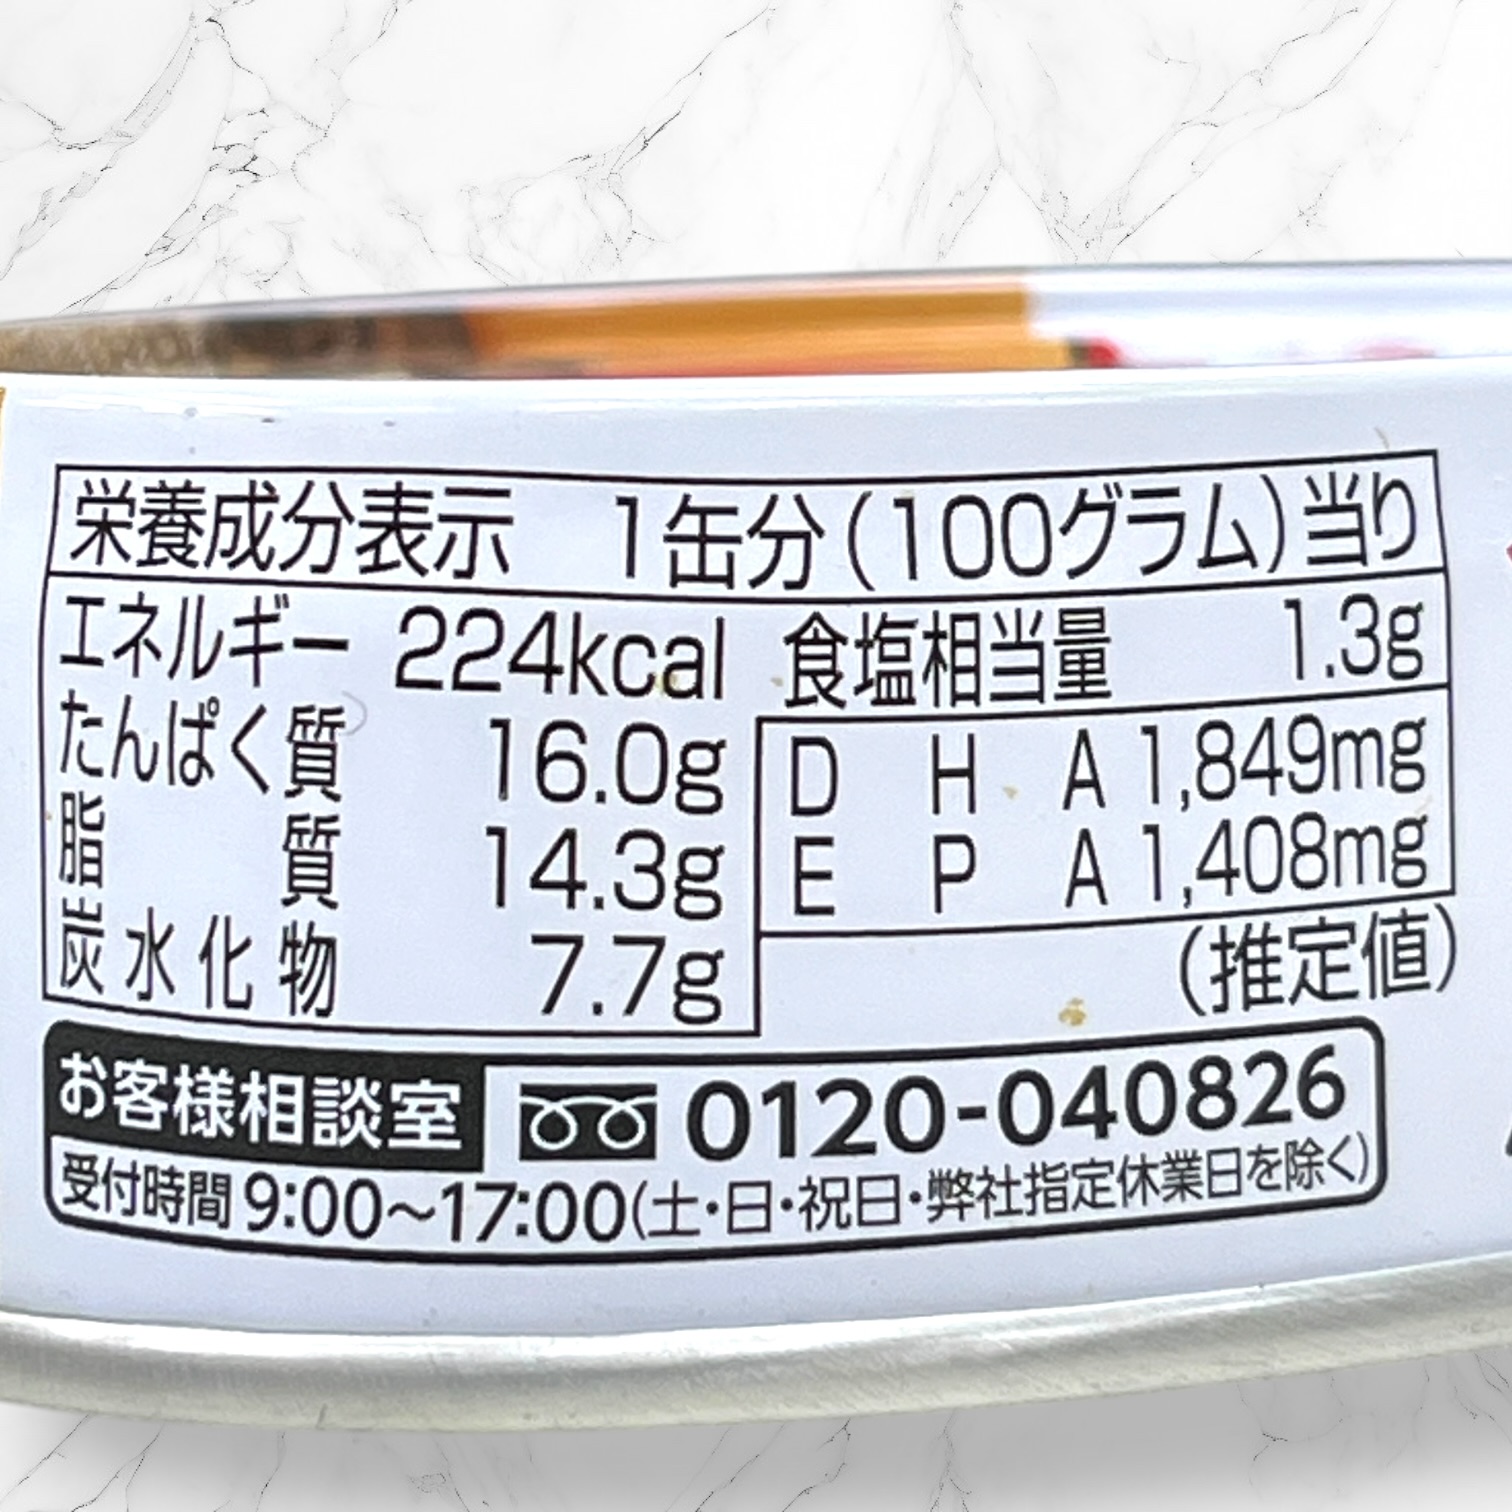 栄養成分表示 1缶分(100グラム)当り
エネルギー 224kcal 食塩相当量 1.3g
たんぱく質 16.0g DHA 1,849mg
脂質 14.3g EPA 1,408mg
炭水化物 7.7g (推定値)
お客様相談室 0120-040826
受付時間 9:00~17:00(土・日・祝日・弊社指定休業日を除く)